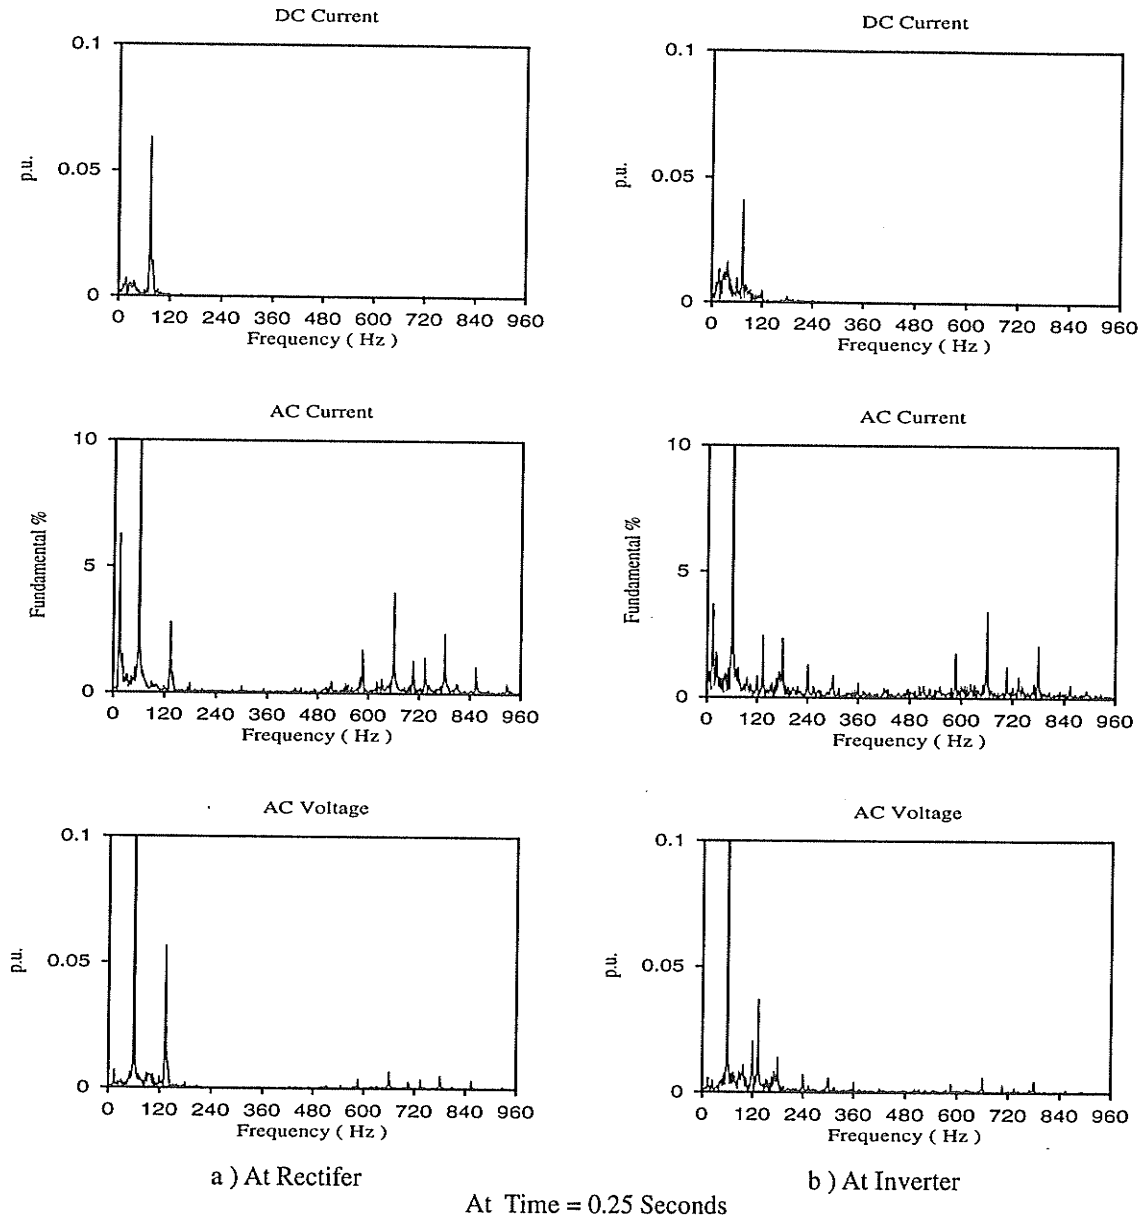 DC Current
0.1
0.05
0
p.u.
0 120 240 360 480 600 720 840 960
Frequency ( Hz )
DC Current
0.1
0.05
0
p.u.
0 120 240 360 480 600 720 840 960
Frequency ( Hz )
AC Current
10
5
0
Fundamental %
0 120 240 360 480 600 720 840 960
Frequency ( Hz )
AC Current
10
5
0
Fundamental %
0 120 240 360 480 600 720 840 960
Frequency ( Hz )
AC Voltage
0.1
0.05
0
p.u.
0 120 240 360 480 600 720 840 960
Frequency ( Hz )
AC Voltage
0.1
0.05
0
p.u.
0 120 240 360 480 600 720 840 960
Frequency ( Hz )
a ) At Rectifer
b ) At Inverter
At Time = 0.25 Seconds